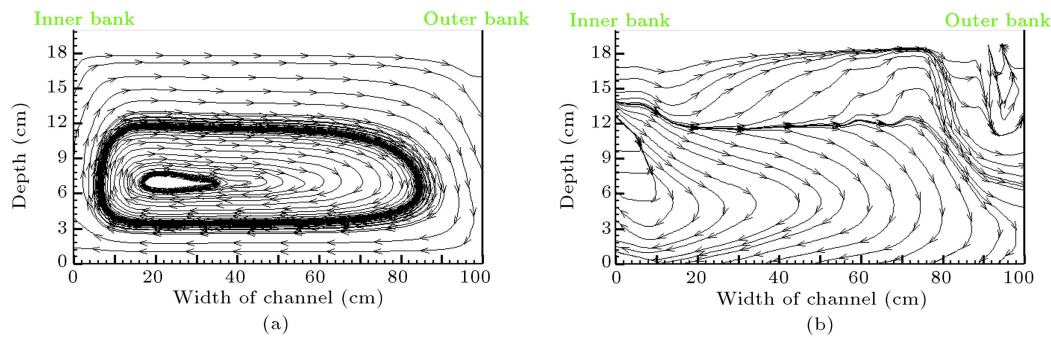 Inner bank
Outer bank
18
15
12
9
6
3
0
Depth (cm)
0 20 40 60 80 100
Width of channel (cm)
(a)
Inner bank
Outer bank
18
15
12
9
6
3
0
Depth (cm)
0 20 40 60 80 100
Width of channel (cm)
(b)